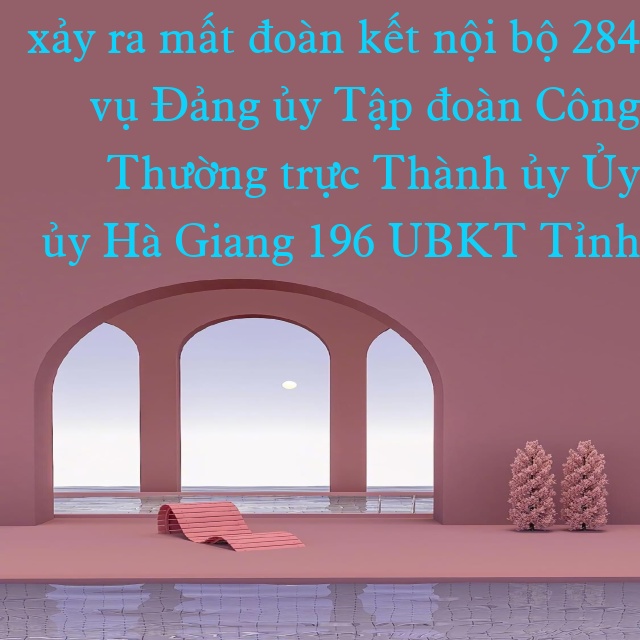 xảy ra mất đoàn kết nội bộ 284
vụ Đảng ủy Tập đoàn Công
Thường trực Thành ủy Ủy
ủy Hà Giang 196 UBKT Tỉnh